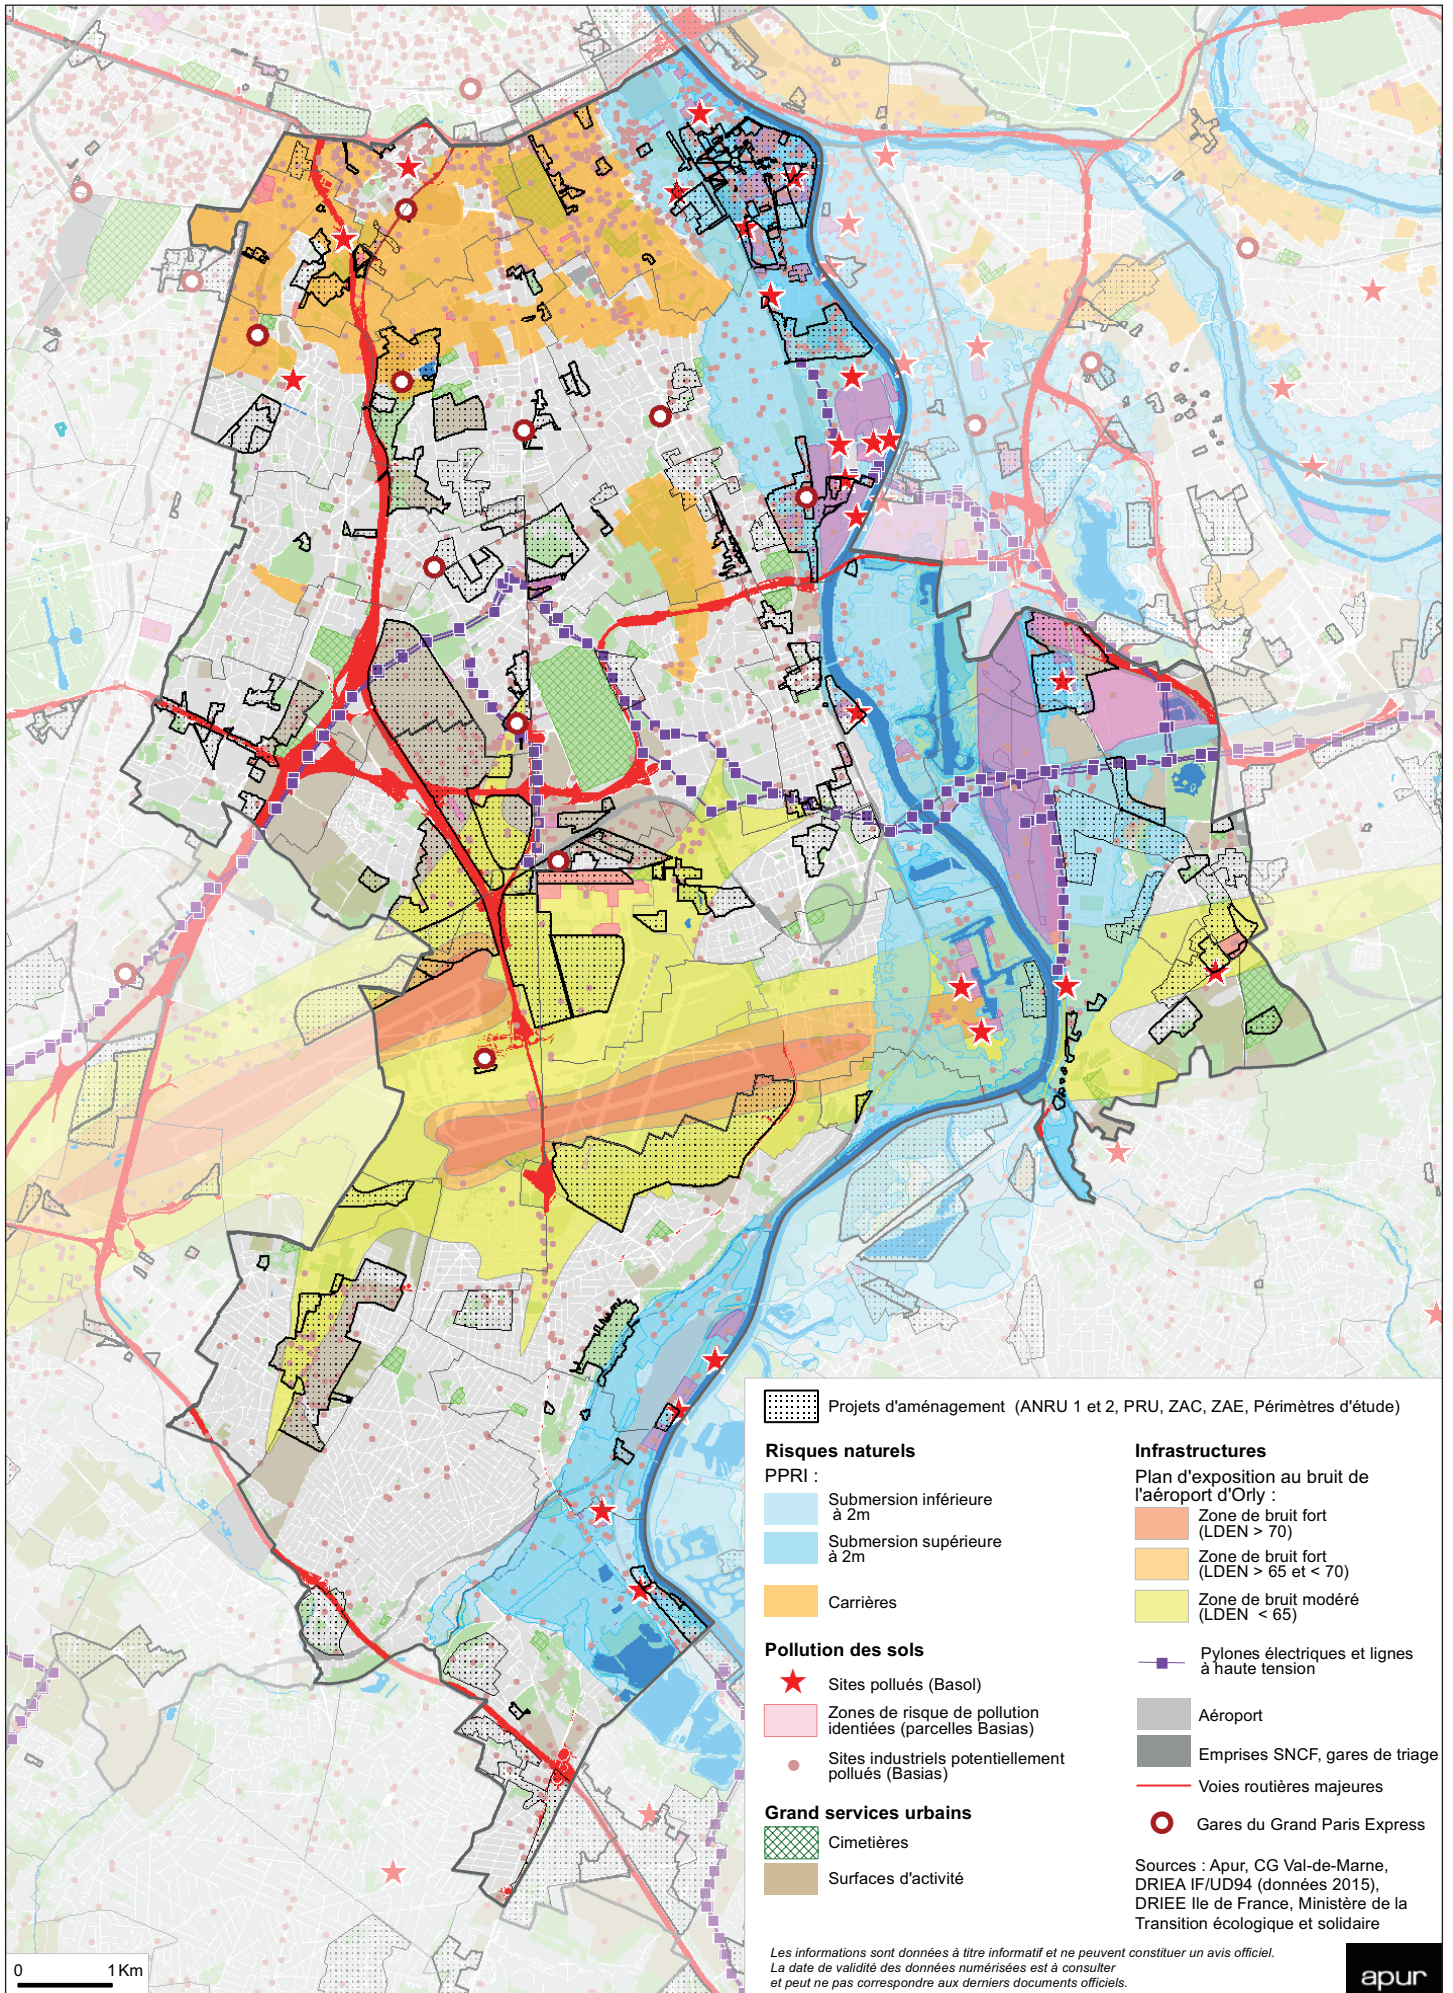 Projets d'aménagement (ANRU 1 et 2, PRU, ZAC, ZAE, Périmètres d'étude)
Risques naturels
PPRI :
Submersion inférieure
à 2m
Submersion supérieure
à 2m
Carrières
Pollution des sols
Sites pollués (Basol)
Zones de risque de pollution
identiées (parcelles Basias)
Sites industriels potentiellement
pollués (Basias)
Grand services urbains
Cimetières
Surfaces d'activité
Infrastructures
Plan d'exposition au bruit de
l'aéroport d'Orly :
Zone de bruit fort
(LDEN > 70)
Zone de bruit fort
(LDEN > 65 et < 70)
Zone de bruit modéré
(LDEN < 65)
Pylones électriques et lignes
à haute tension
Aéroport
Emprises SNCF, gares de triage
Voies routières majeures
Gares du Grand Paris Express
Sources : Apur, CG Val-de-Marne,
DRIEA IF/UD94 (données 2015),
DRIEE Ile de France, Ministère de la
Transition écologique et solidaire
Les informations sont données à titre informatif et ne peuvent constituer un avis officiel.
La date de validité des données numérisées est à consulter
et peut ne pas correspondre aux derniers documents officiels.
apur
0 1 Km